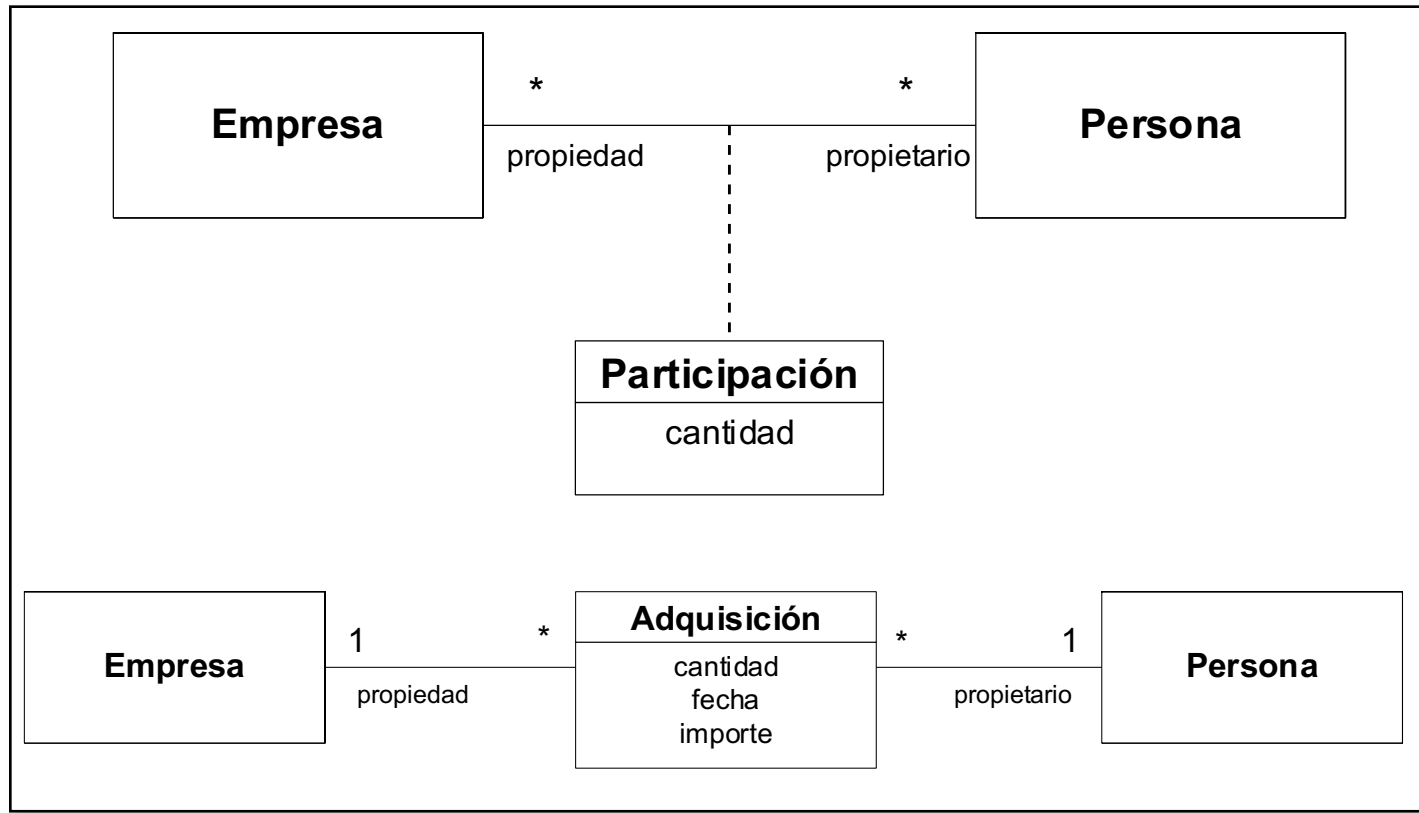 * *
Empresa Persona
propiedad propietario
Participación
cantidad
Adquisición
1 * * 1
Empresa cantidad Persona
propiedad fecha propietario
importe